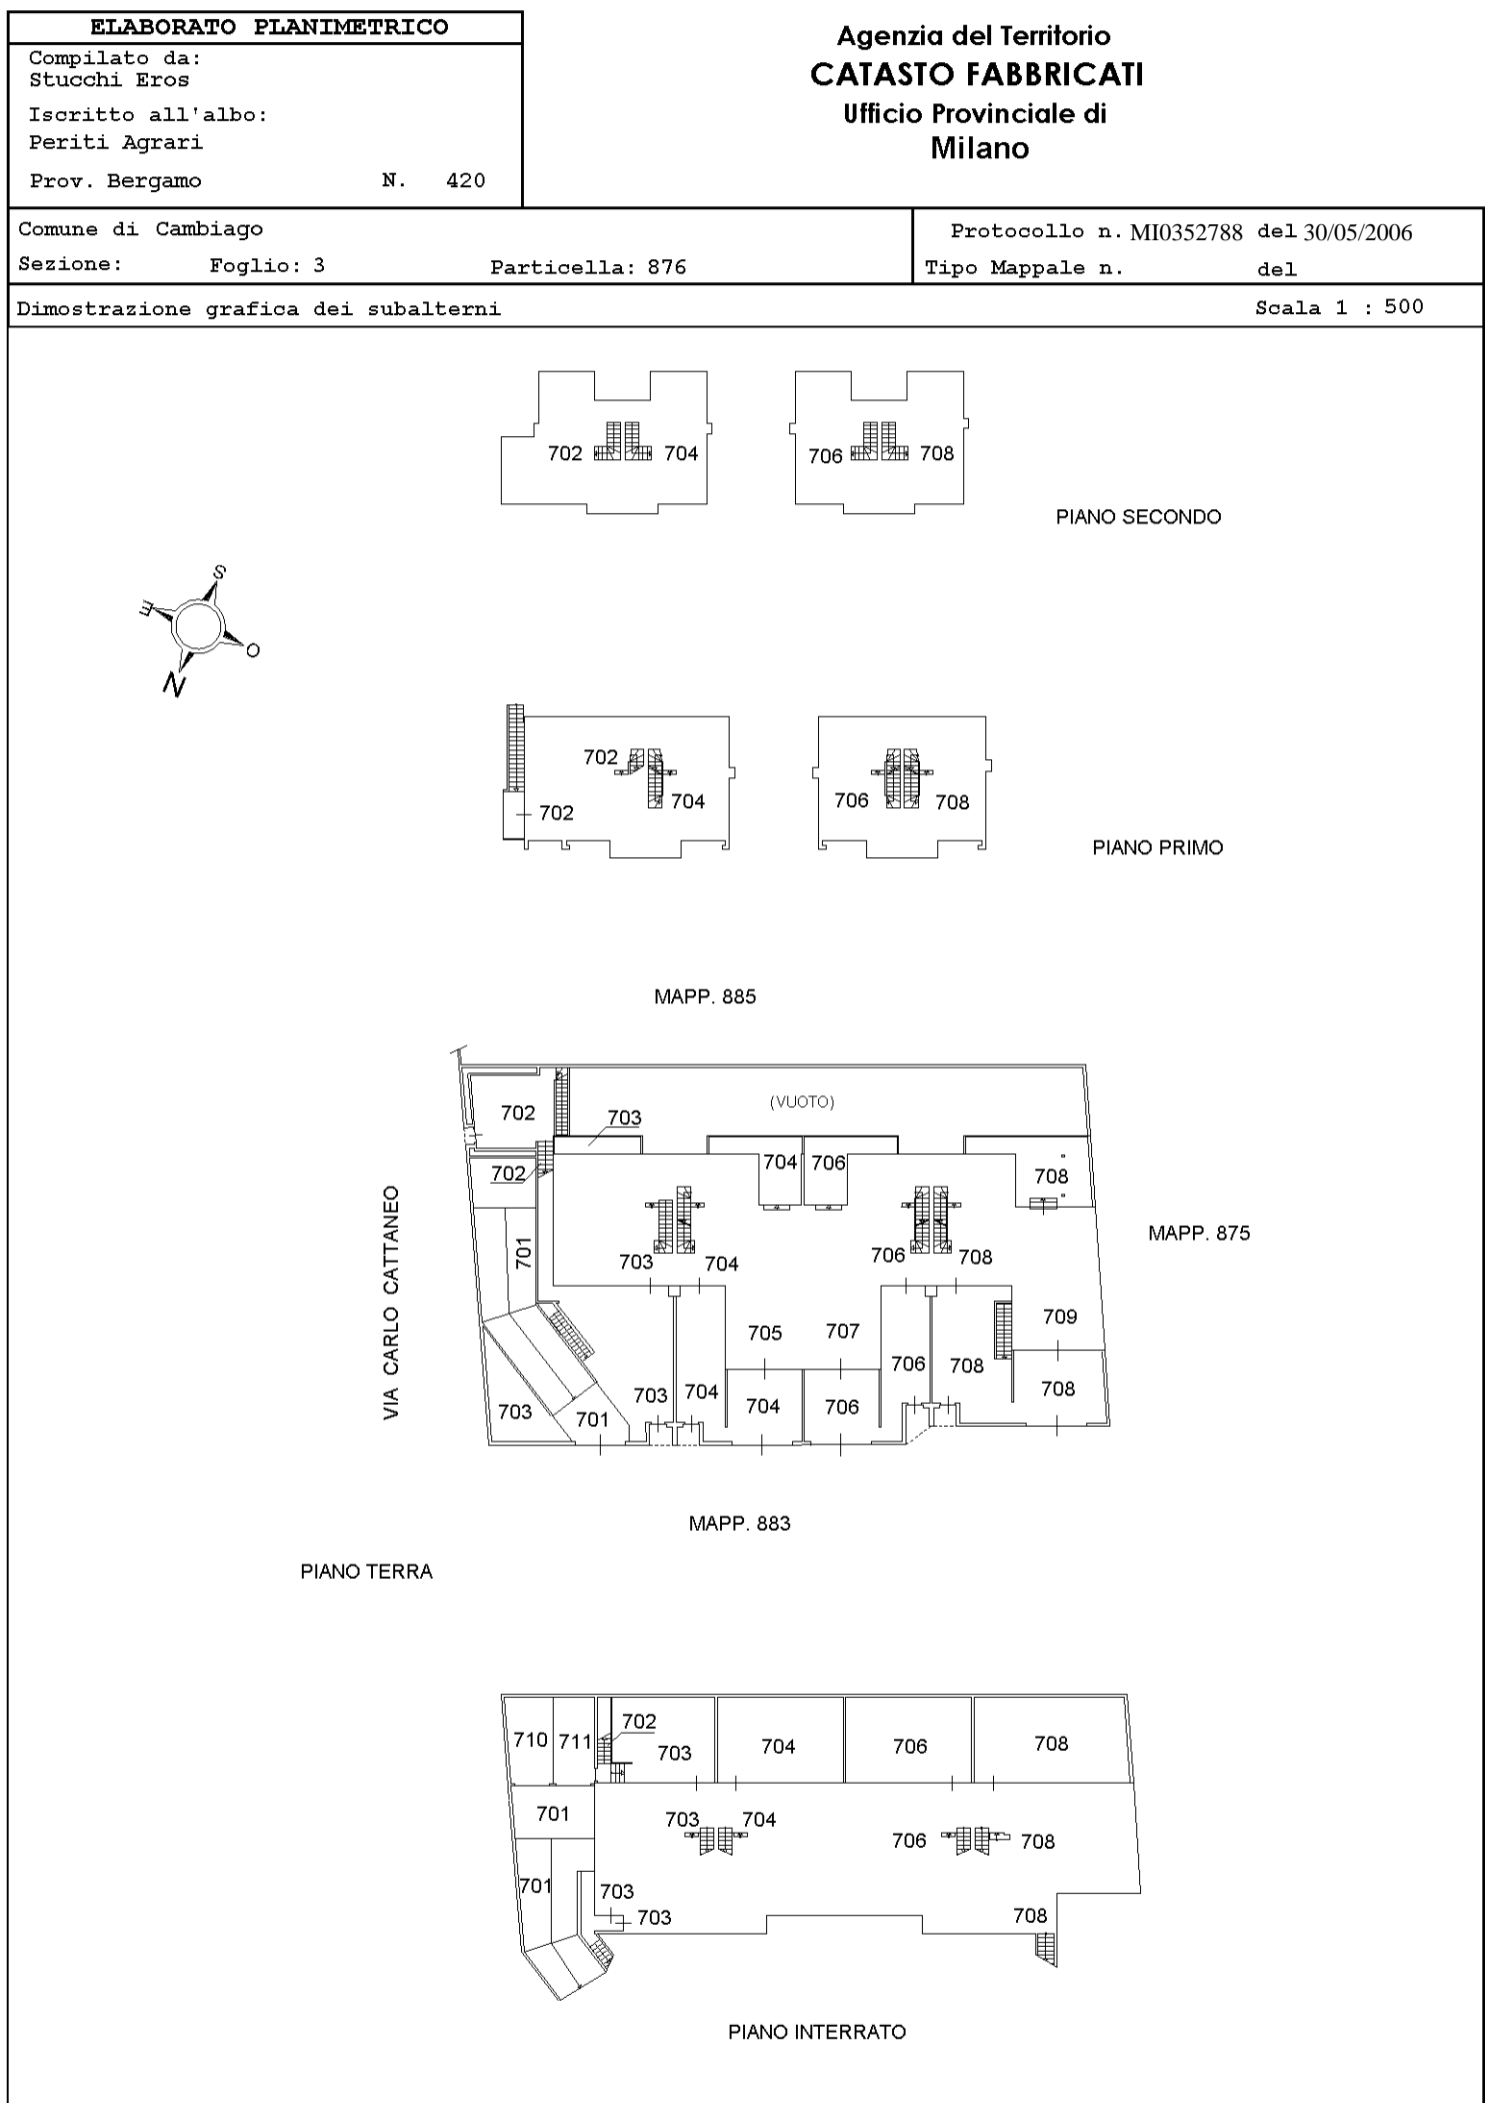 ELABORATO PLANIMETRICO
Compilato da:
Stucchi Eros
Iscritto all'albo:
Periti Agrari
Prov. Bergamo N. 420
Agenzia del Territorio
CATASTO FABBRICATI
Ufficio Provinciale di
Milano
Comune di Cambiago
Sezione: Foglio: 3 Particella: 876
Protocollo n. MI0352788 del 30/05/2006
Tipo Mappale n. del
Dimostrazione grafica dei subalterni Scala 1 : 500
702 704 706 708
PIANO SECONDO
S
E
O
N
702
704 706 708
702
PIANO PRIMO
MAPP. 885
(VUOTO)
702 703
704 706
702 708
VIA CARLO CATTANEO
701
MAPP. 875
703 704 706 708
705 707 709
706 708
703 704 708
703 701 704 706
MAPP. 883
PIANO TERRA
710 711 702 703 704 706 708
701 703 704 706 708
701 703
703 708
PIANO INTERRATO